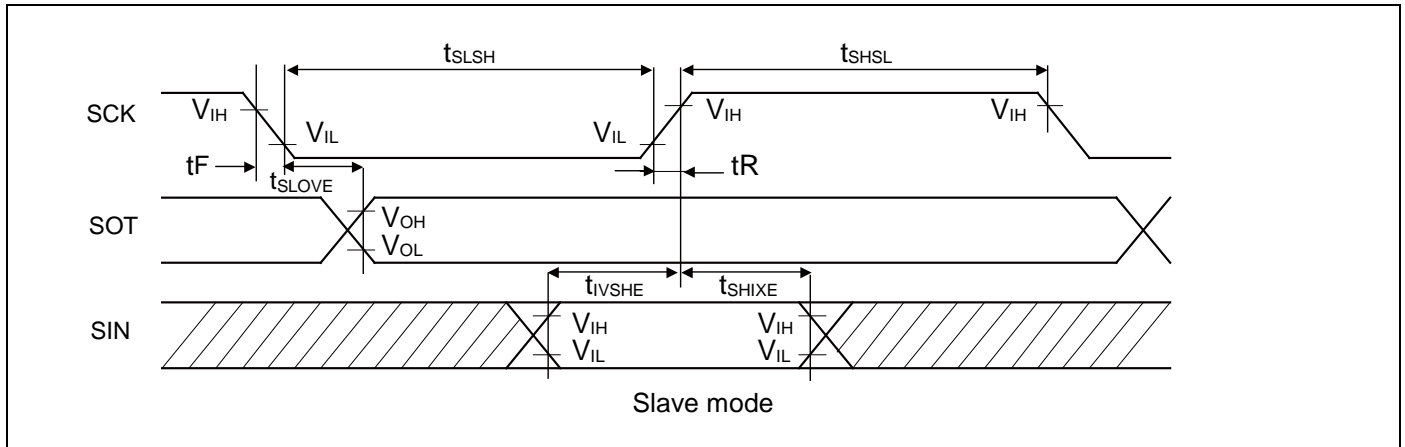 tSLSH tSHSL
SCK VIH VIL VIL VIH VIH
tF tSLOVE tR
SOT VOH
VOL
tIVSHE tSHIXE
SIN VIH VIH
VIL VIL
Slave mode